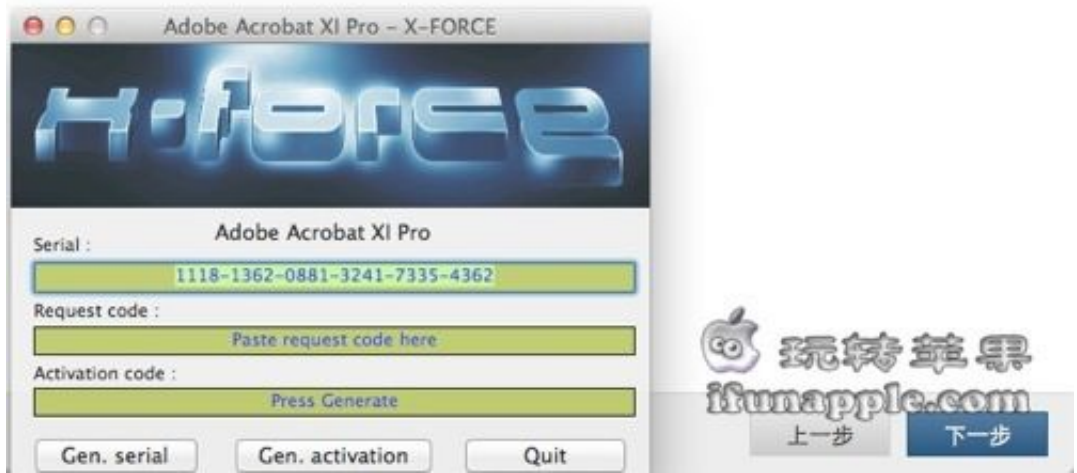 Adobe Acrobat XI Pro – X-FORCE
x-force
Adobe Acrobat XI Pro
Serial :
1118-1362-0881-3241-7335-4362
Request code :
Paste request code here
Activation code :
Press Generate
Gen. serial
Gen. activation
Quit
玩转苹果
ifunapple.com
上一步
下一步